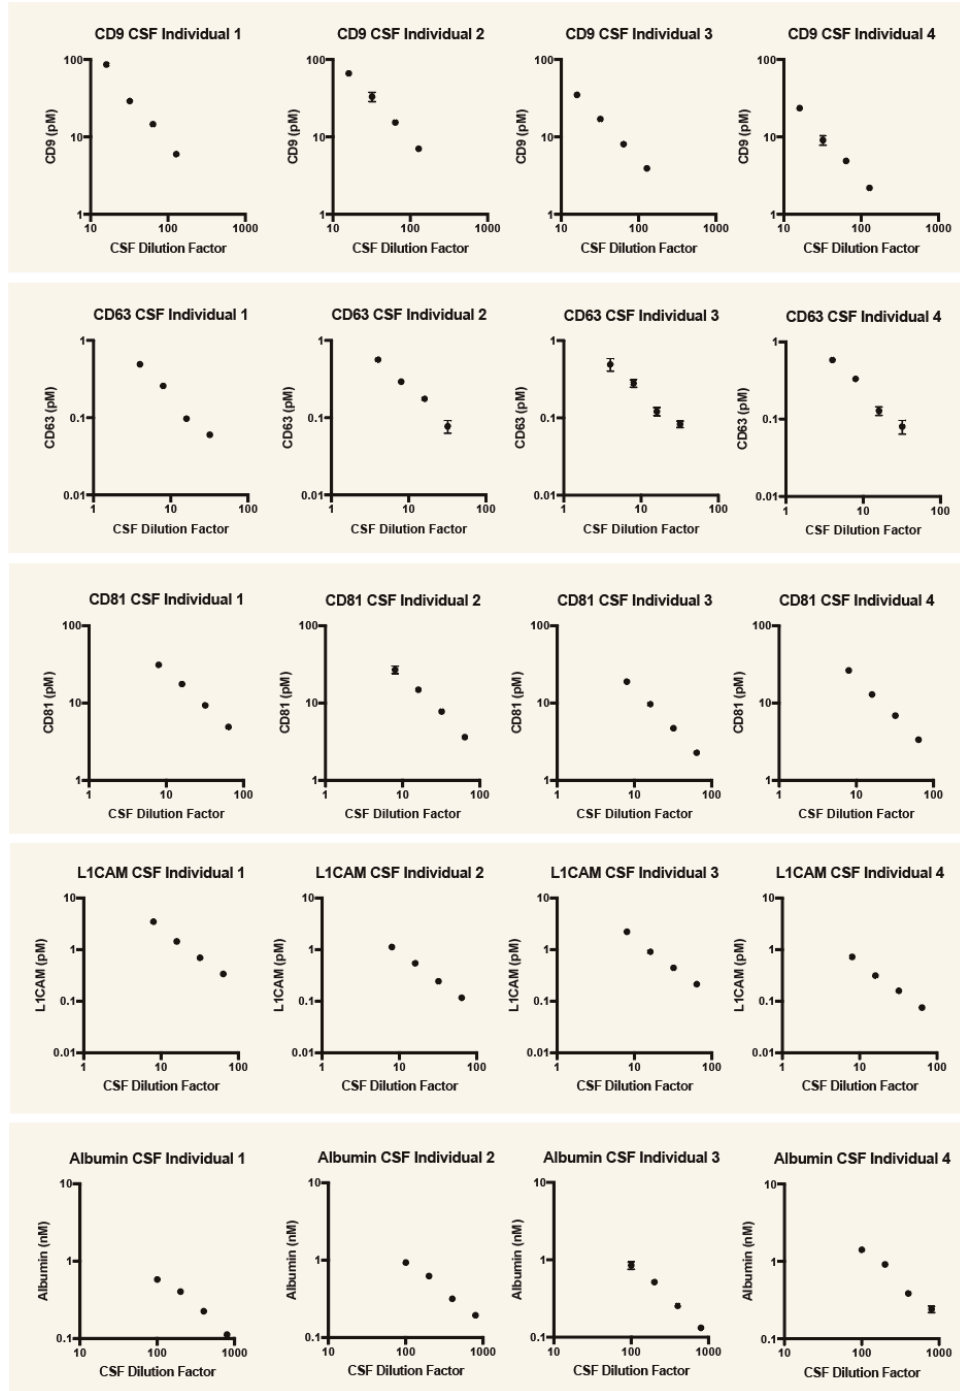 CD9 CSF Individual 1
CD9 CSF Individual 2
CD9 CSF Individual 3
CD9 CSF Individual 4
100
10
1
CD9 (pM)
10
100
1000
CSF Dilution Factor
100
10
1
CD9 (pM)
10
100
1000
CSF Dilution Factor
100
10
1
CD9 (pM)
10
100
1000
CSF Dilution Factor
100
10
1
CD9 (pM)
10
100
1000
CSF Dilution Factor
CD63 CSF Individual 1
CD63 CSF Individual 2
CD63 CSF Individual 3
CD63 CSF Individual 4
1
0.1
0.01
CD63 (pM)
1
10
100
CSF Dilution Factor
1
0.1
0.01
CD63 (pM)
1
10
100
CSF Dilution Factor
1
0.1
0.01
CD63 (pM)
1
10
100
CSF Dilution Factor
1
0.1
0.01
CD63 (pM)
1
10
100
CSF Dilution Factor
CD81 CSF Individual 1
CD81 CSF Individual 2
CD81 CSF Individual 3
CD81 CSF Individual 4
100
10
1
CD81 (pM)
1
10
100
CSF Dilution Factor
100
10
1
CD81 (pM)
1
10
100
CSF Dilution Factor
100
10
1
CD81 (pM)
1
10
100
CSF Dilution Factor
100
10
1
CD81 (pM)
1
10
100
CSF Dilution Factor
L1CAM CSF Individual 1
L1CAM CSF Individual 2
L1CAM CSF Individual 3
L1CAM CSF Individual 4
10
1
0.1
0.01
L1CAM (pM)
1
10
100
CSF Dilution Factor
10
1
0.1
0.01
L1CAM (pM)
1
10
100
CSF Dilution Factor
10
1
0.1
0.01
L1CAM (pM)
1
10
100
CSF Dilution Factor
10
1
0.1
0.01
L1CAM (pM)
1
10
100
CSF Dilution Factor
Albumin CSF Individual 1
Albumin CSF Individual 2
Albumin CSF Individual 3
Albumin CSF Individual 4
10
1
0.1
Albumin (nM)
10
100
1000
CSF Dilution Factor
10
1
0.1
Albumin (nM)
10
100
1000
CSF Dilution Factor
10
1
0.1
Albumin (nM)
10
100
1000
CSF Dilution Factor
10
1
0.1
Albumin (nM)
10
100
1000
CSF Dilution Factor